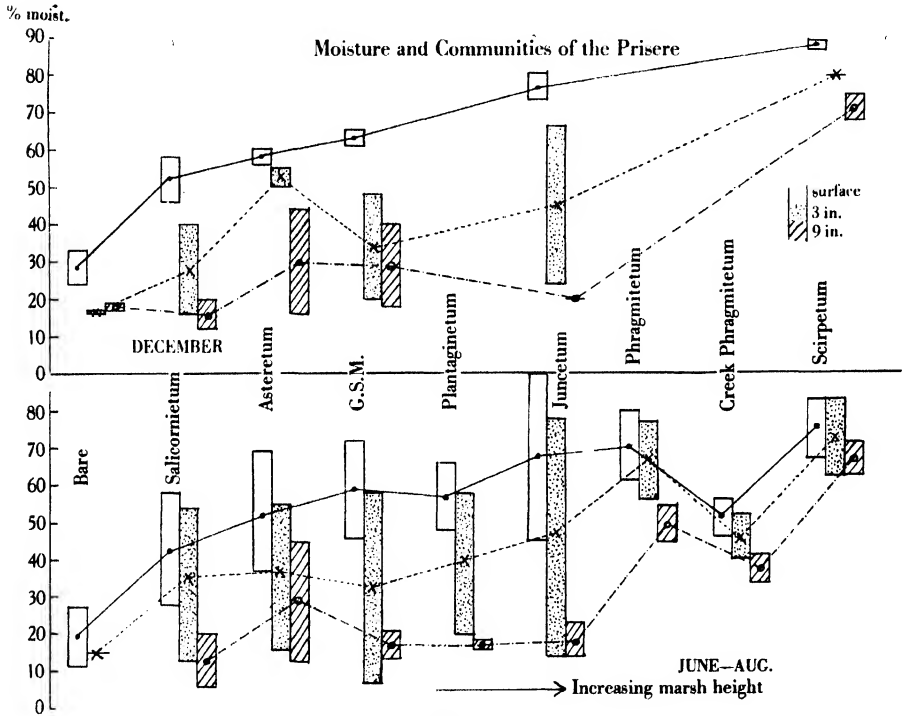 % moist.
Moisture and Communities of the Prisere
90
80
70
60
50
40
30
20
10
0
surface
3 in.
9 in.
DECEMBER
Bare
Salicornietum
Asteretum
G.S.M.
Plantaginetum
Juncetum
Phragmitetum
Creek Phragmitetum
Scirpetum
80
70
60
50
40
30
20
10
0
JUNE–AUG.
Increasing marsh height